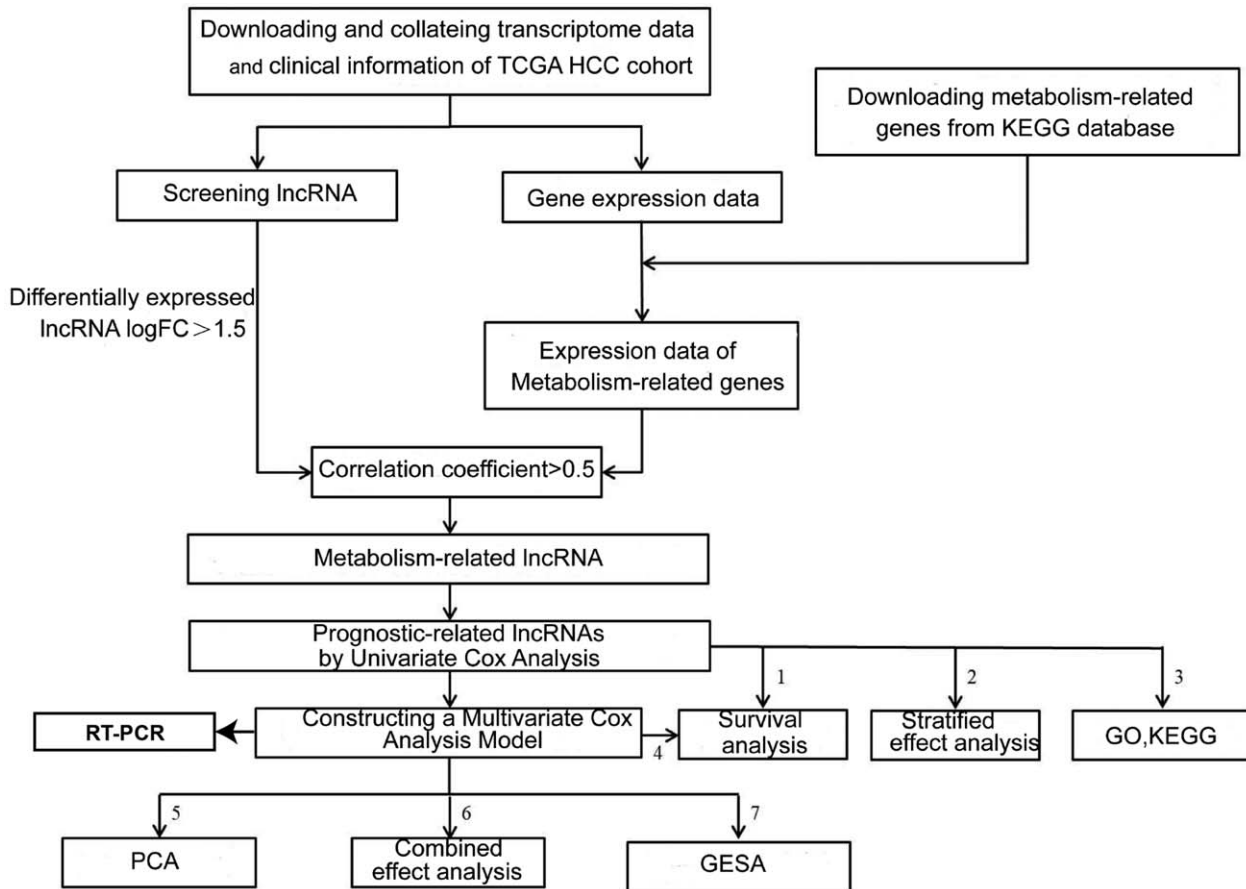 Downloading and collateing transcriptome data
and clinical information of TCGA HCC cohort
Downloading metabolism-related
genes from KEGG database
Screening lncRNA
Gene expression data
Differentially expressed
lncRNA logFC＞1.5
Expression data of
Metabolism-related genes
Correlation coefficient>0.5
Metabolism-related lncRNA
Prognostic-related lncRNAs
by Univariate Cox Analysis
1
2
3
RT-PCR
Constructing a Multivariate Cox
Analysis Model
4
Survival
analysis
Stratified
effect analysis
GO,KEGG
5
6
7
PCA
Combined
effect analysis
GESA